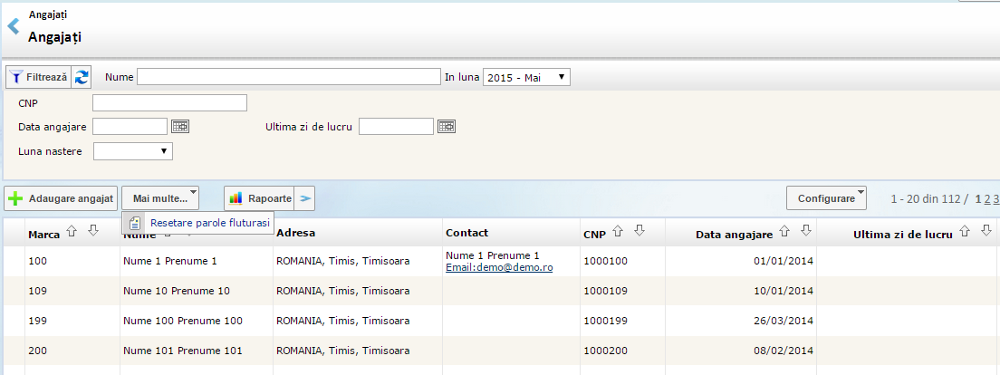 Angajați
Angajați
Filtrează Nume In luna 2015 - Mai
CNP
Data angajare Ultima zi de lucru
Luna nastere
Adaugare angajat Mai multe... Rapoarte > Configurare 1 - 20 din 112 / 1 2 3
Resetare parole fluturasi
Marca Nume Adresa Contact CNP Data angajare Ultima zi de lucru
100 Nume 1 Prenume 1 ROMANIA, Timis, Timisoara Nume 1 Prenume 1 1000100 01/01/2014
Email:demo@demo.ro
109 Nume 10 Prenume 10 ROMANIA, Timis, Timisoara 1000109 10/01/2014
199 Nume 100 Prenume 100 ROMANIA, Timis, Timisoara 1000199 26/03/2014
200 Nume 101 Prenume 101 ROMANIA, Timis, Timisoara 1000200 08/02/2014